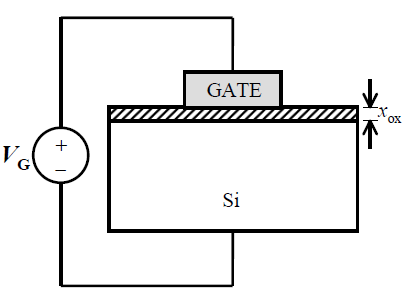 GATE
x_ox
+
V_G
–
Si